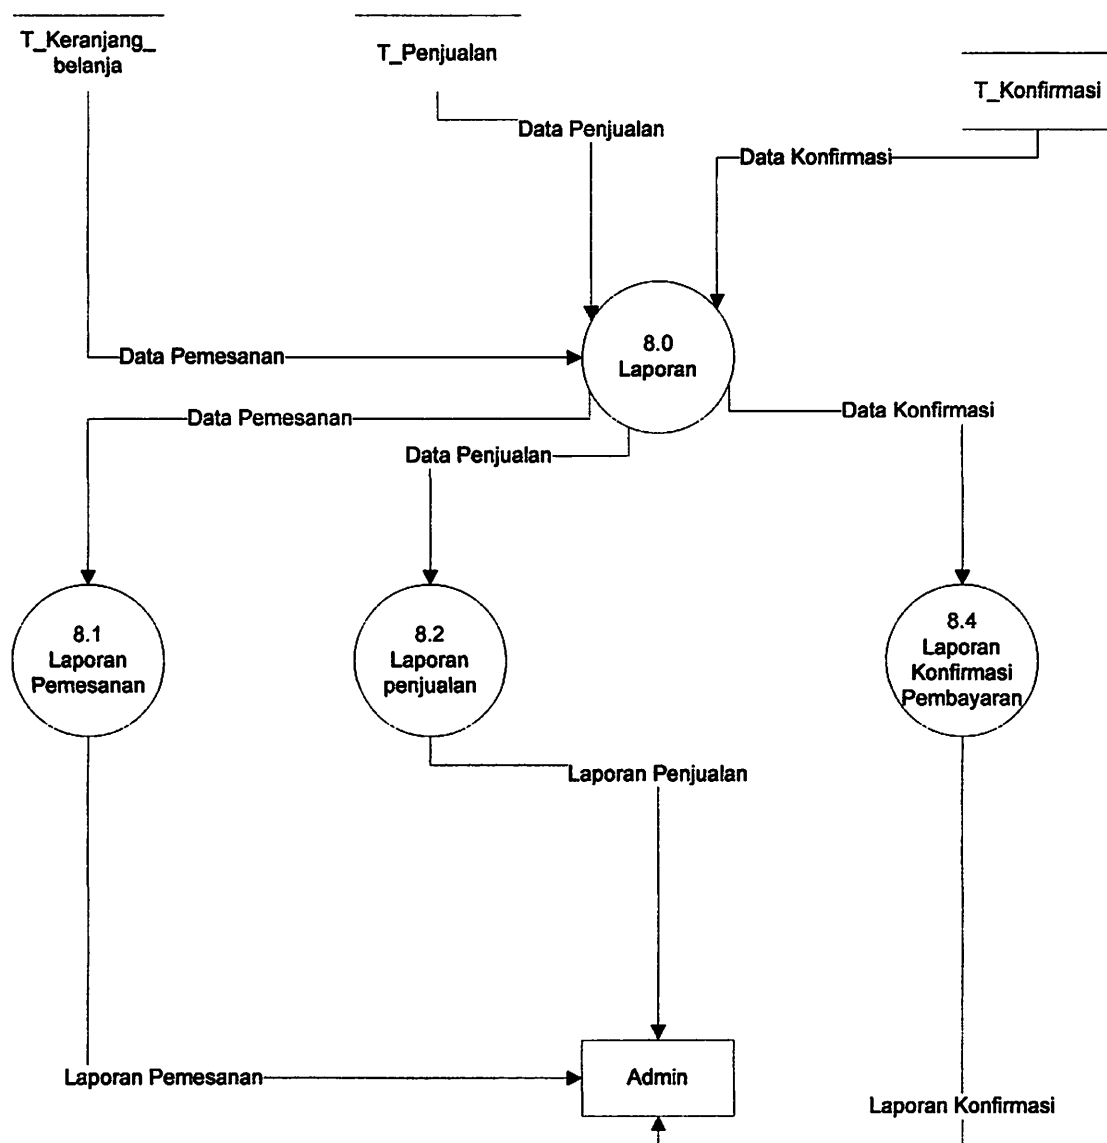 T_Keranjang_
belanja
T_Penjualan
T_Konfirmasi
Data Penjualan
Data Konfirmasi
8.0
Laporan
Data Pemesanan
Data Pemesanan
Data Konfirmasi
Data Penjualan
8.1
Laporan
Pemesanan
8.2
Laporan
penjualan
8.4
Laporan
Konfirmasi
Pembayaran
Laporan Penjualan
Laporan Pemesanan
Admin
Laporan Konfirmasi